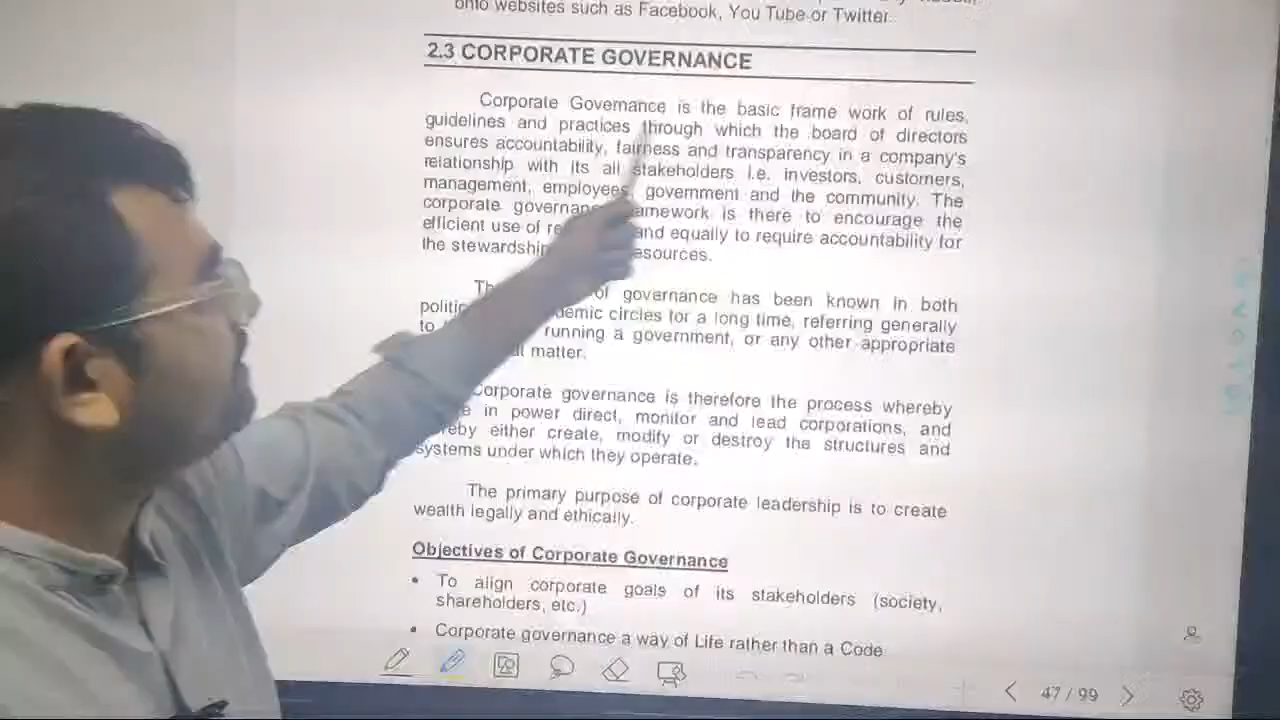 onto websites such as Facebook, You Tube or Twitter.
2.3 CORPORATE GOVERNANCE
Corporate Governance is the basic frame work of rules,
guidelines and practices through which the board of directors
ensures accountability, fairness and transparency in a company's
relationship with its all stakeholders i.e. investors, customers,
management, employees, government and the community. The
corporate is there to encourage the
efficient use of and equally to require accountability for
the
of governance has been known in both
circles for a long time, referring generally
to running a government, or any other appropriate
matter.
Corporate governance is therefore the process whereby
in power direct, monitor and lead corporations, and
either create, modify or destroy the structures and
systems under which they operate.
The primary purpose of corporate leadership is to create
wealth legally and ethically.
Objectives of Corporate Governance
• To align corporate goals of its stakeholders (society,
shareholders, etc.)
• Corporate governance a way of Life rather than a Code
47 / 99